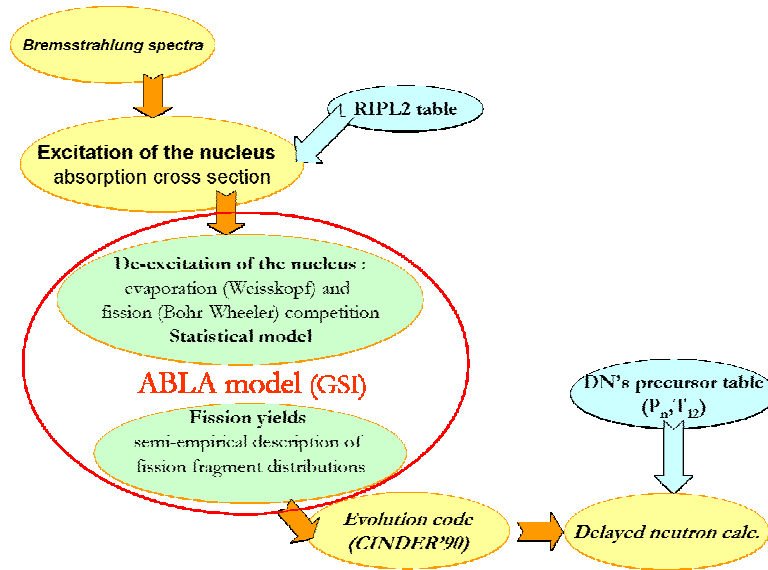 Bremsstrahlung spectra
RIPL2 table
Excitation of the nucleus
absorption cross section
De-excitation of the nucleus :
evaporation (Weisskopf) and
fission (Bohr Wheeler) competition
Statistical model
ABLA model (GSI)
Fission yields
semi-empirical description of
fission fragment distributions
DN's precursor table
(Pn,T12)
Evolution code
(CINDER'90)
Delayed neutron calc.